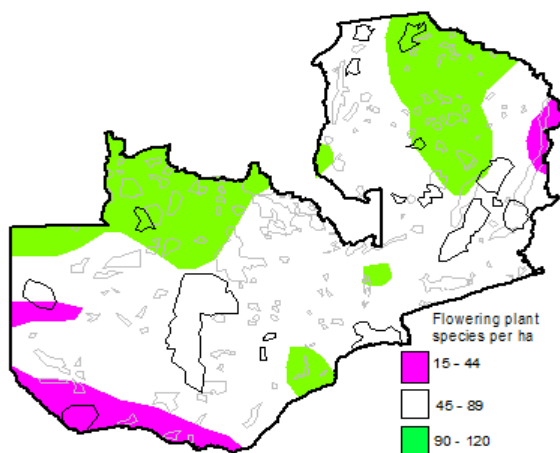 Flowering plant
species per ha
15 - 44
45 - 89
90 - 120